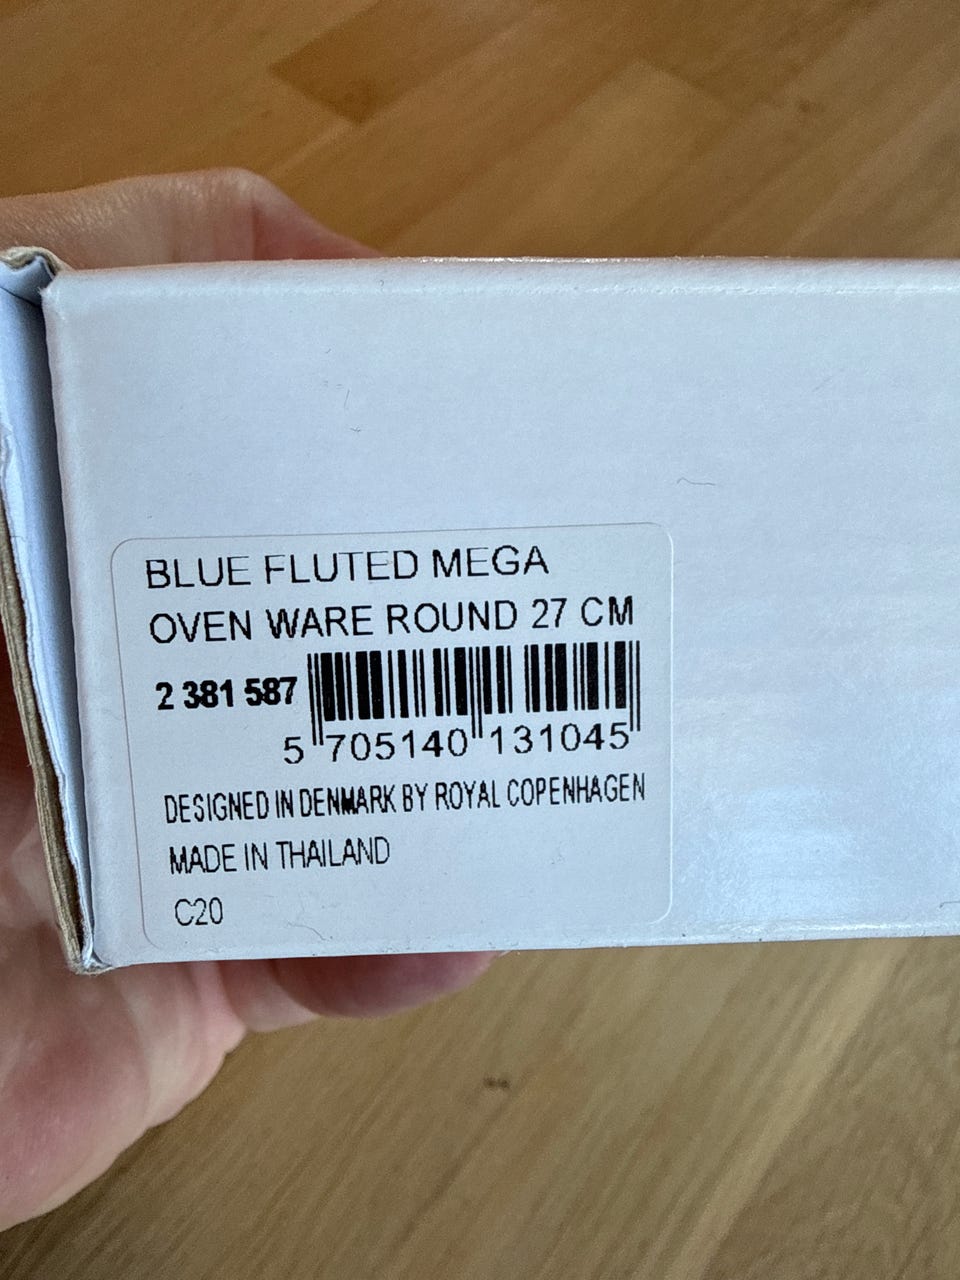 BLUE FLUTED MEGA
OVEN WARE ROUND 27 CM
2 381 587
5 705140 131045
DESIGNED IN DENMARK BY ROYAL COPENHAGEN
MADE IN THAILAND
C20